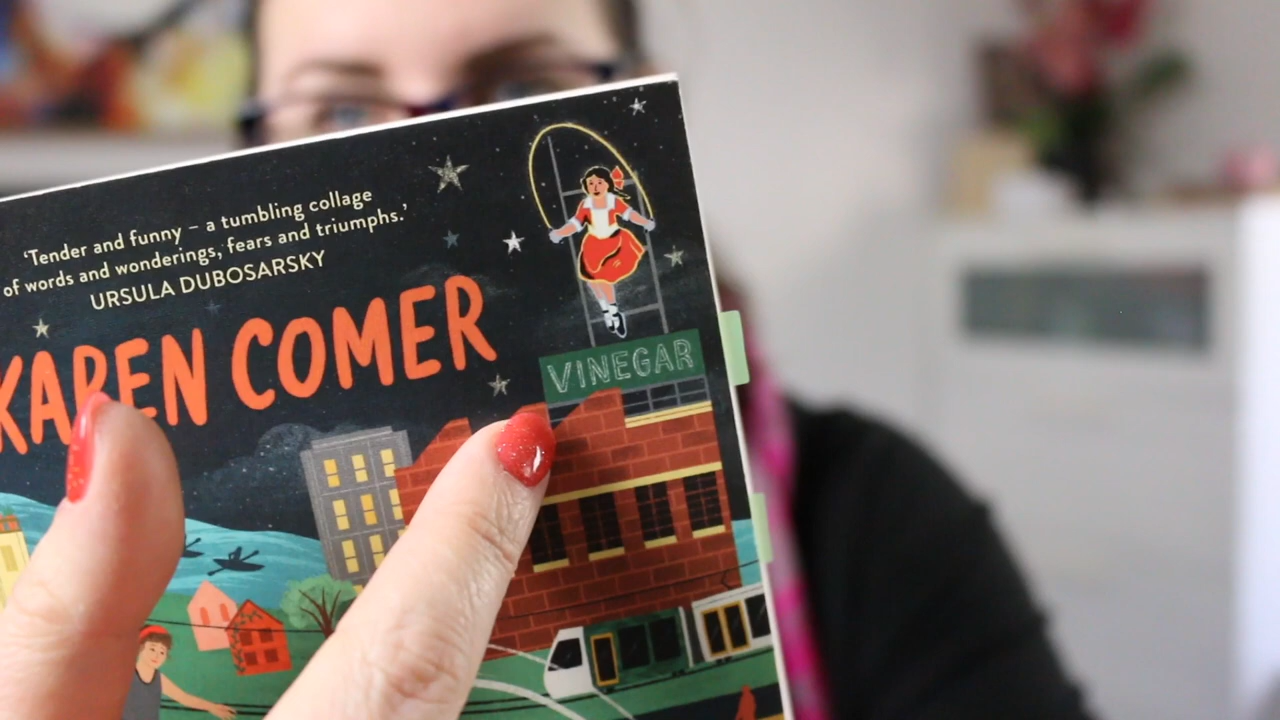 'Tender and funny – a tumbling collage
of words and wonderings, fears and triumphs.'
URSULA DUBOSARSKY
KAREN COMER
VINEGAR